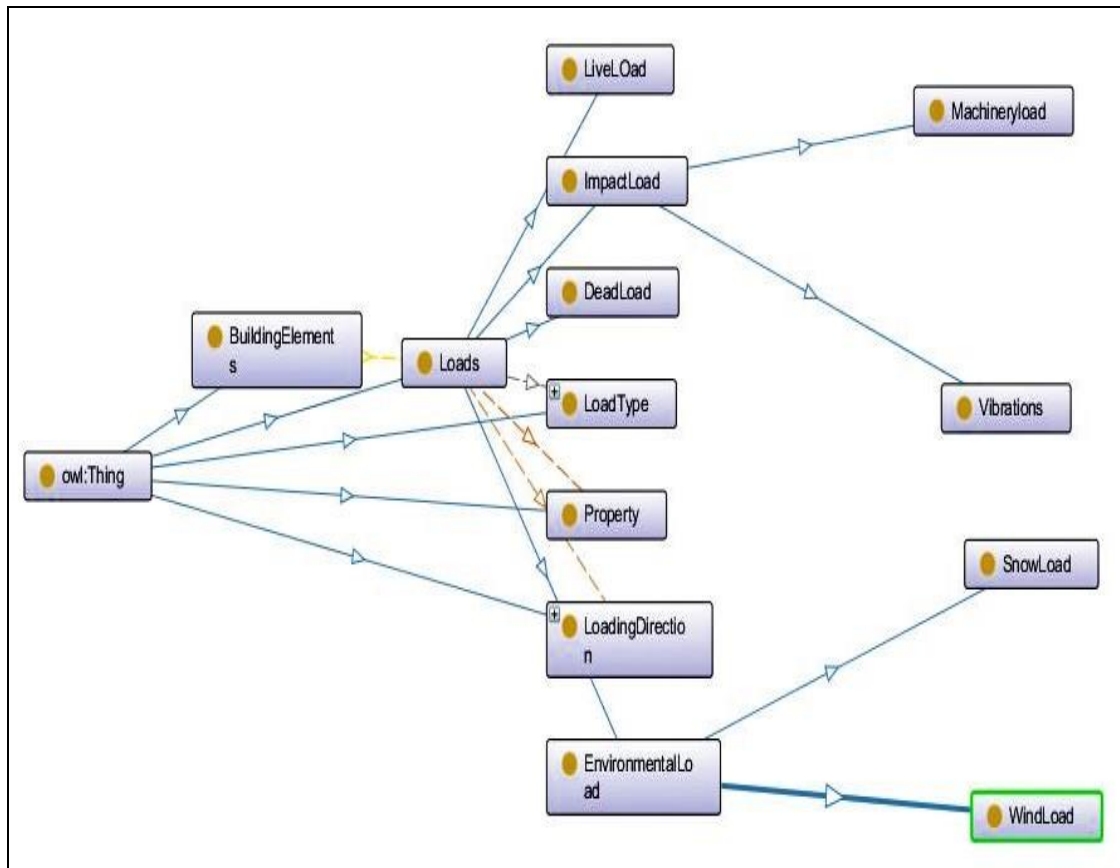 LiveLOad
Machineryload
ImpactLoad
DeadLoad
BuildingElement
s
Loads
LoadType
Vibrations
owl:Thing
Property
SnowLoad
LoadingDirectio
n
EnvironmentalLo
ad
WindLoad